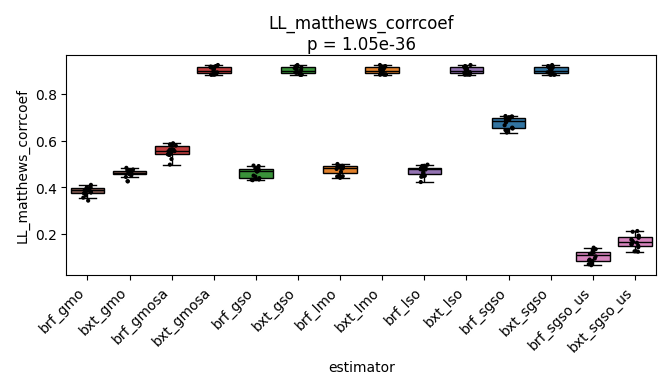 LL_matthews_corrcoef
p = 1.05e-36
LL_matthews_corrcoef
0.8
0.6
0.4
0.2
brf_gmo
bxt_gmo
brf_gmosa
bxt_gmosa
brf_gso
bxt_gso
brf_lmo
bxt_lmo
brf_lso
bxt_lso
brf_sgso
bxt_sgso
brf_sgso_us
bxt_sgso_us
estimator